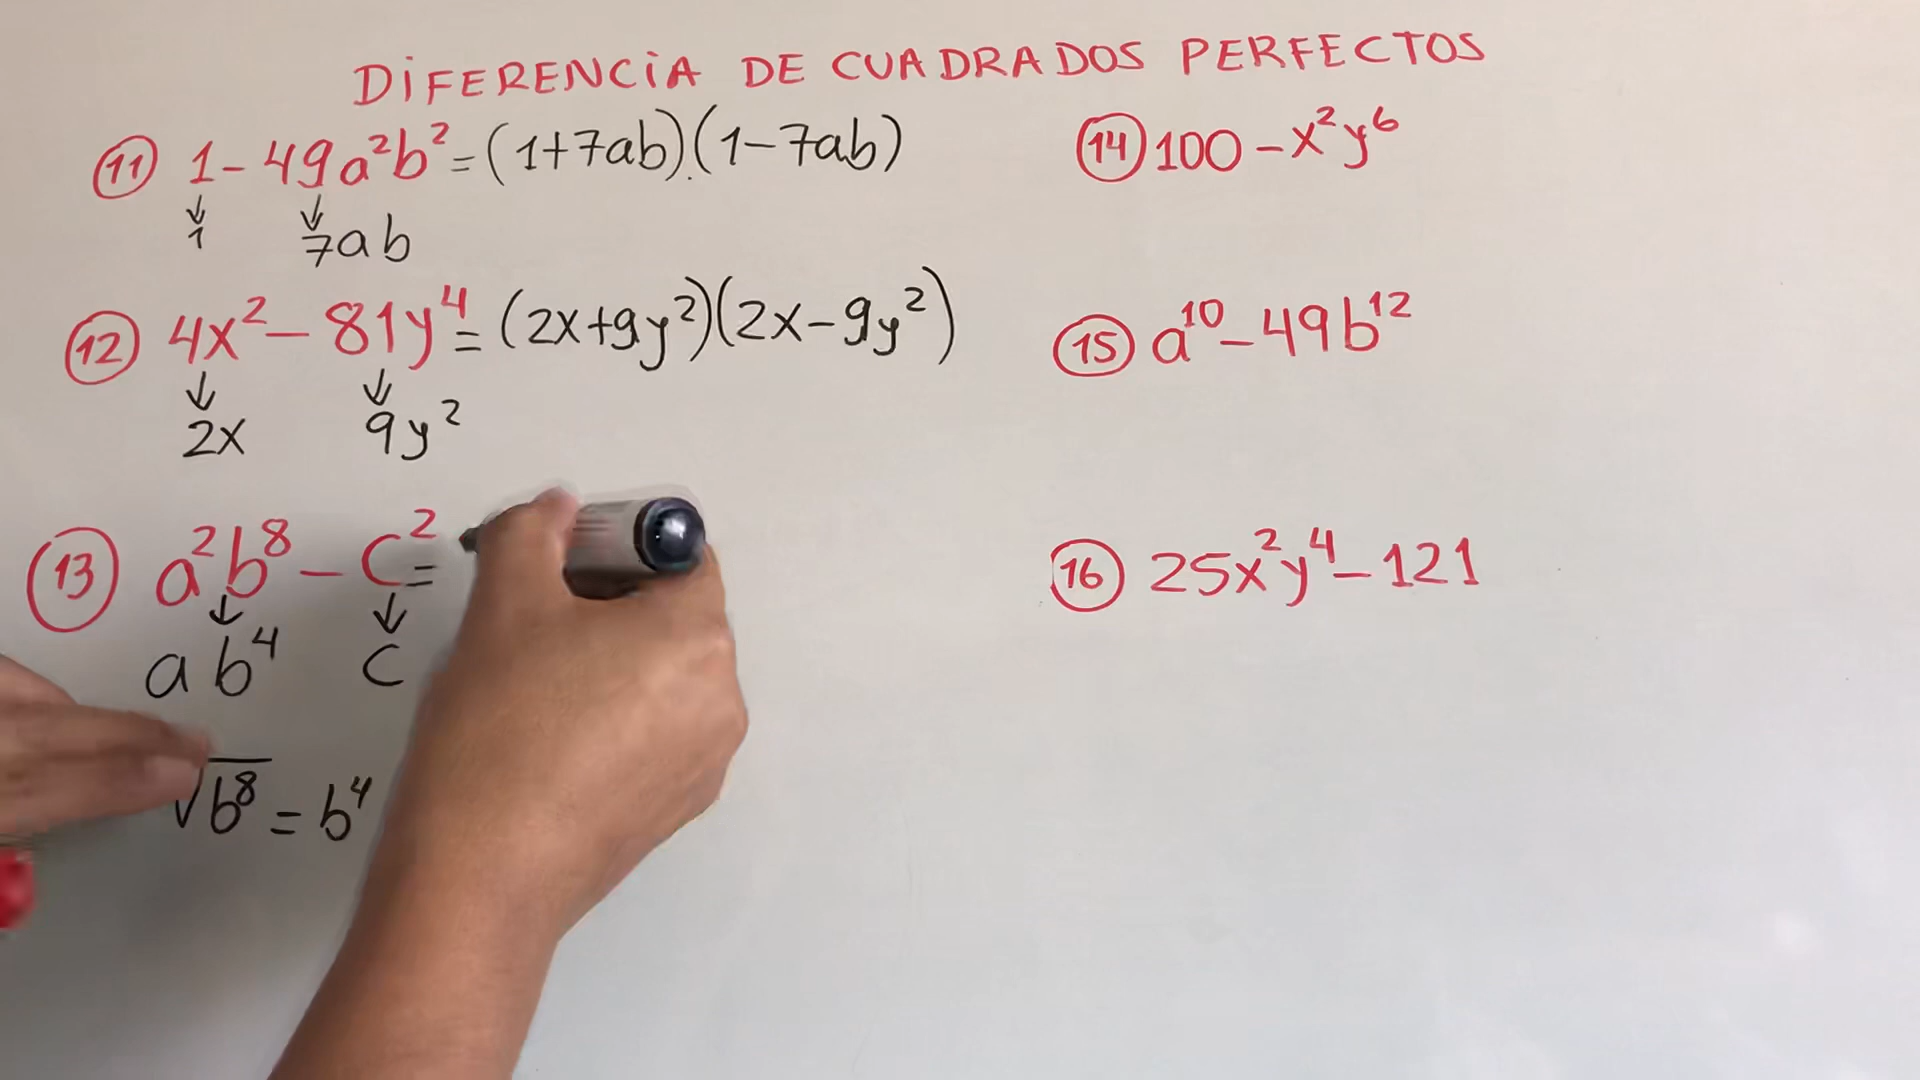 DIFERENCIA DE CUADRADOS PERFECTOS
11 1 - 49a²b² = (1+7ab).(1-7ab)
↓ ↓
1 7ab
12 4x² - 81y⁴ = (2x+9y²)(2x-9y²)
↓ ↓
2x 9y²
13 a²b⁸ - c² =
↓ ↓
ab⁴ c
√b⁸ = b⁴
14 100 - x²y⁶
15 a¹⁰ - 49b¹²
16 25x²y⁴ - 121